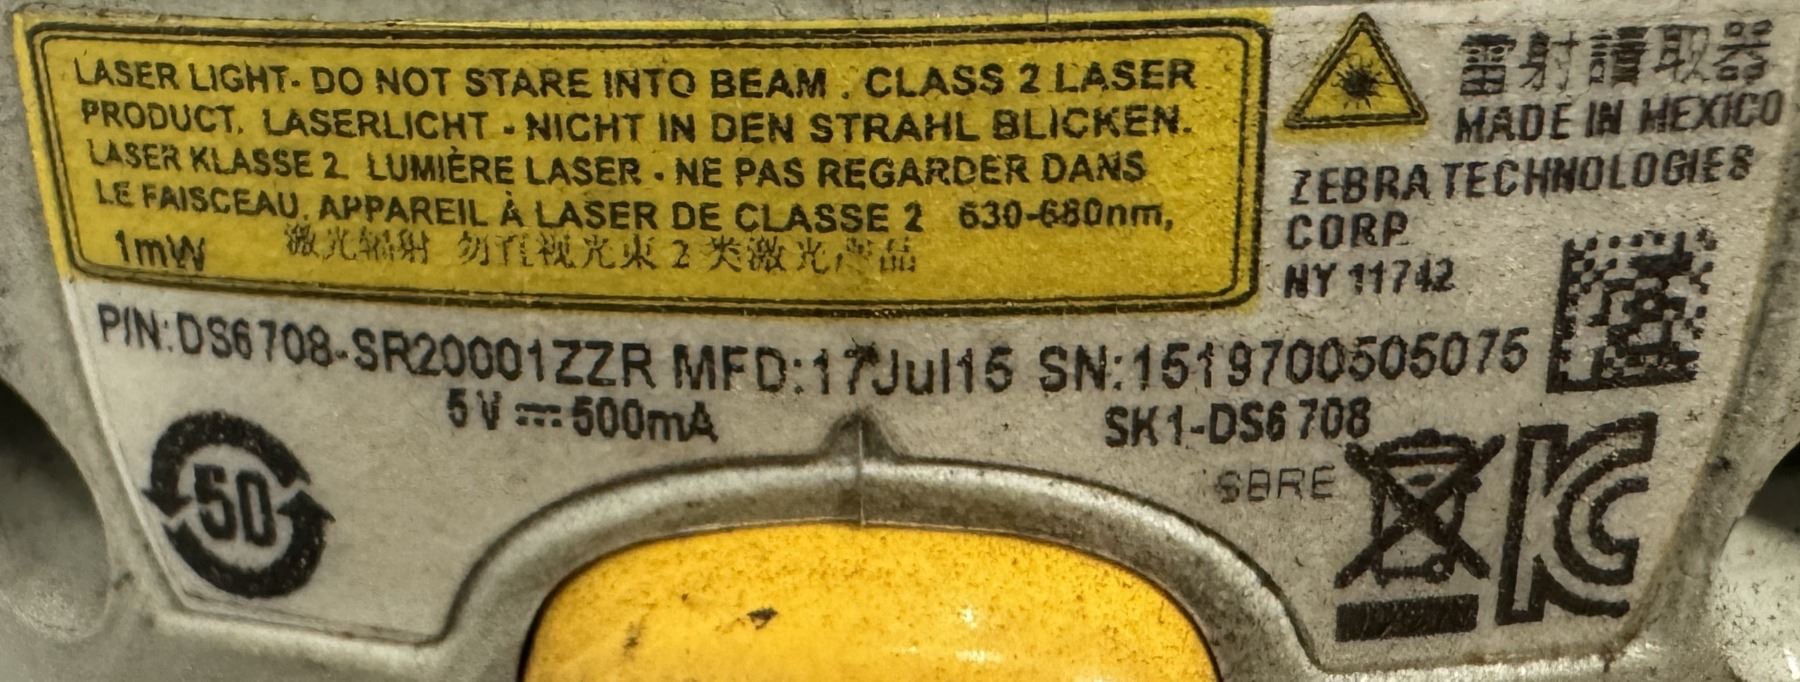 LASER LIGHT- DO NOT STARE INTO BEAM . CLASS 2 LASER
PRODUCT. LASERLICHT - NICHT IN DEN STRAHL BLICKEN.
LASER KLASSE 2 LUMIÈRE LASER - NE PAS REGARDER DANS
LE FAISCEAU. APPAREIL À LASER DE CLASSE 2 630-680nm,
1mW 激光辐射 勿直视光束 2 类激光产品
雷射讀取器
MADE IN MEXICO
ZEBRA TECHNOLOGIES
CORP
NY 11742
P/N:DS6708-SR20001ZZR MFD:17Jul15 SN:15197000505075
5V ⎓ 500mA
SK1-DS6708
SBRE
50